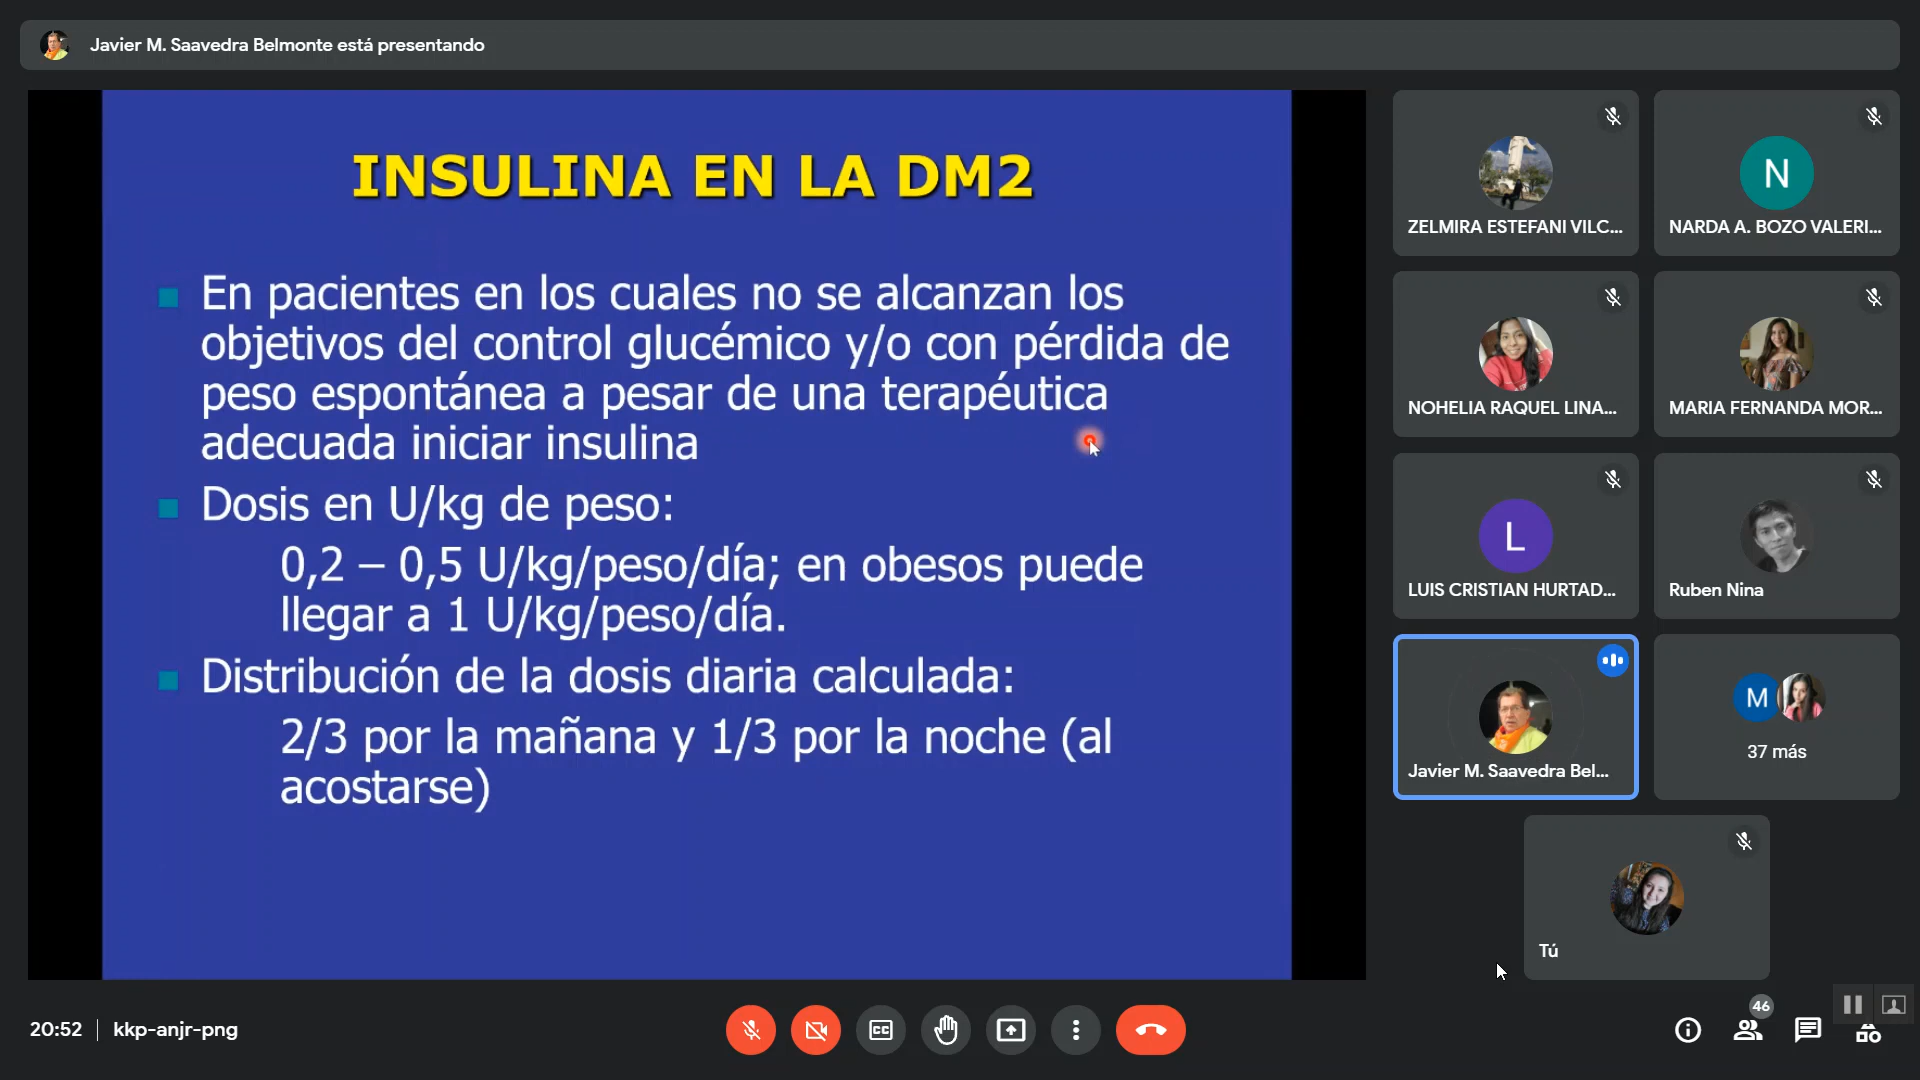 Javier M. Saavedra Belmonte está presentando
INSULINA EN LA DM2
En pacientes en los cuales no se alcanzan los
objetivos del control glucémico y/o con pérdida de
peso espontánea a pesar de una terapéutica
adecuada iniciar insulina
Dosis en U/kg de peso:
0,2 – 0,5 U/kg/peso/día; en obesos puede
llegar a 1 U/kg/peso/día.
Distribución de la dosis diaria calculada:
2/3 por la mañana y 1/3 por la noche (al
acostarse)
ZELMIRA ESTEFANI VILC...
N
NARDA A. BOZO VALERI...
NOHELIA RAQUEL LINA...
MARIA FERNANDA MOR...
L
LUIS CRISTIAN HURTAD...
Ruben Nina
Javier M. Saavedra Bel...
M
37 más
Tú
20:52 | kkp-anjr-png
CC
46